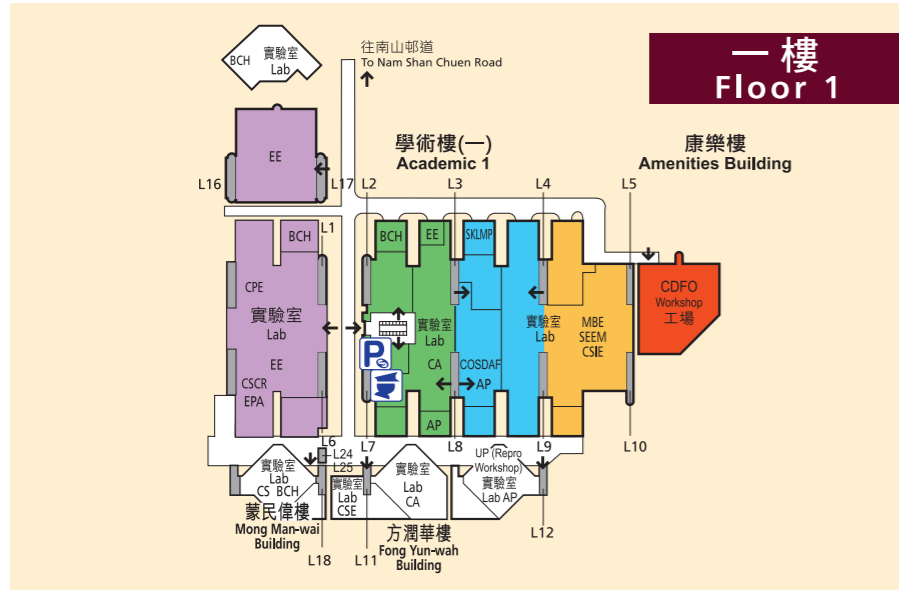 一樓
Floor 1
往南山邨道
To Nam Shan Chuen Road
BCH
實驗室
Lab
學術樓(一)
Academic 1
康樂樓
Amenities Building
EE
L16
L17
L2
L3
L4
L5
L1
BCH
BCH
EE
SKLMP
CPE
實驗室
Lab
EE
CSCR
EPA
實驗室
Lab
CA
AP
P
COSDAF
AP
實驗室
Lab
MBE
SEEM
CSIE
CDFO
Workshop
工場
L6
L24
L25
L7
L8
L9
L10
實驗室
Lab
CS BCH
實驗室
Lab
CSE
實驗室
Lab
CA
UP (Repro
Workshop)
實驗室
Lab AP
蒙民偉樓
Mong Man-wai
Building
L18
L11
方潤華樓
Fong Yun-wah
Building
L12